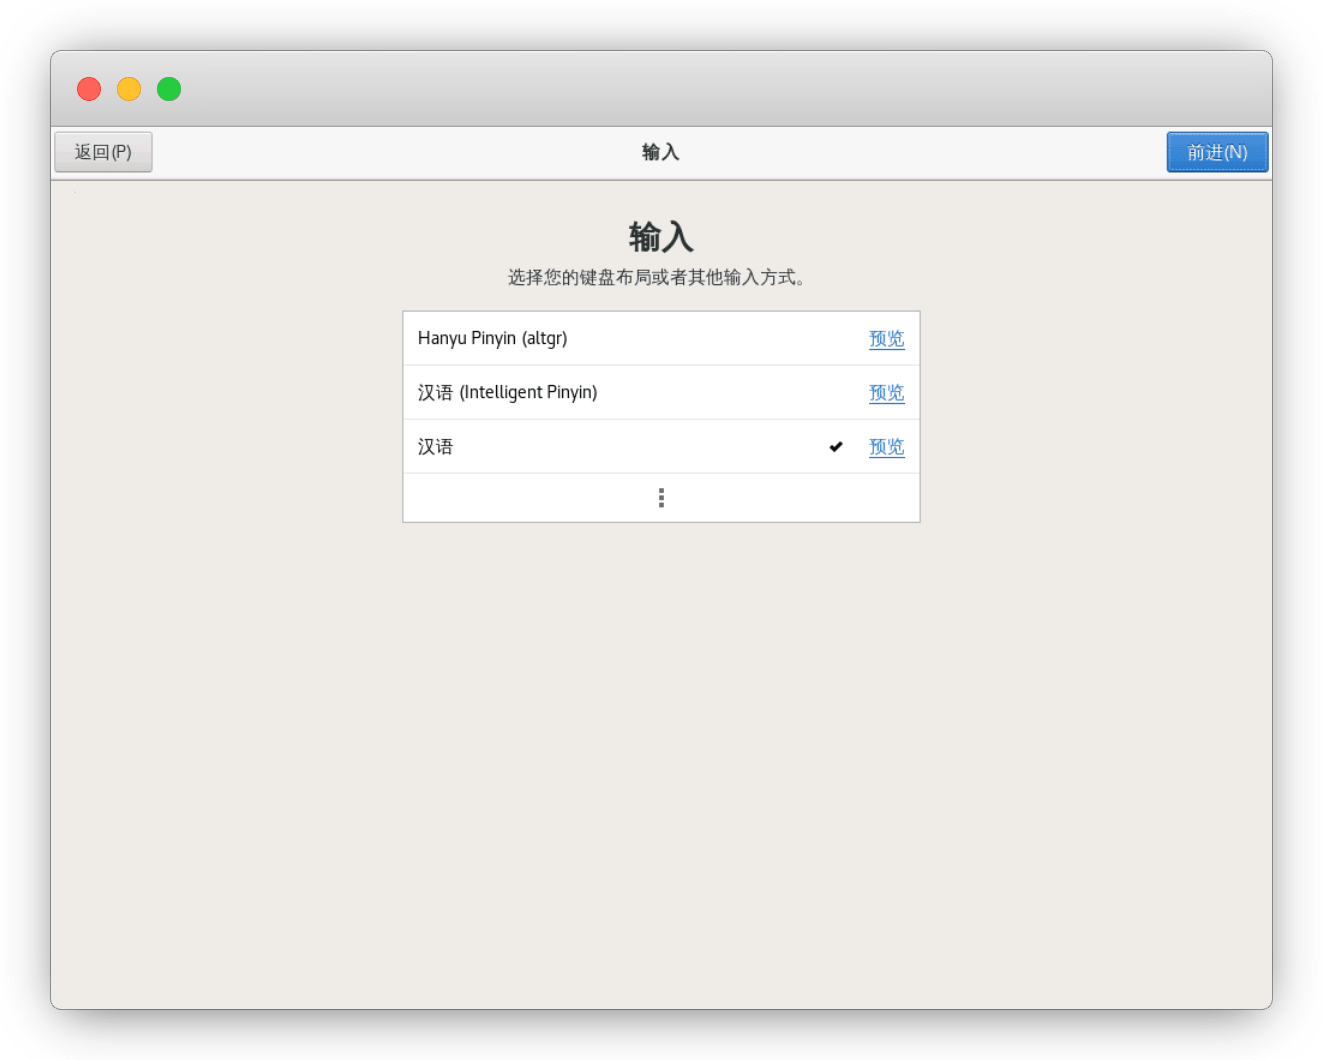 返回(P) 输入 前进(N)
输入
选择您的键盘布局或者其他输入方式。
Hanyu Pinyin (altgr) 预览
汉语 (Intelligent Pinyin) 预览
汉语 预览